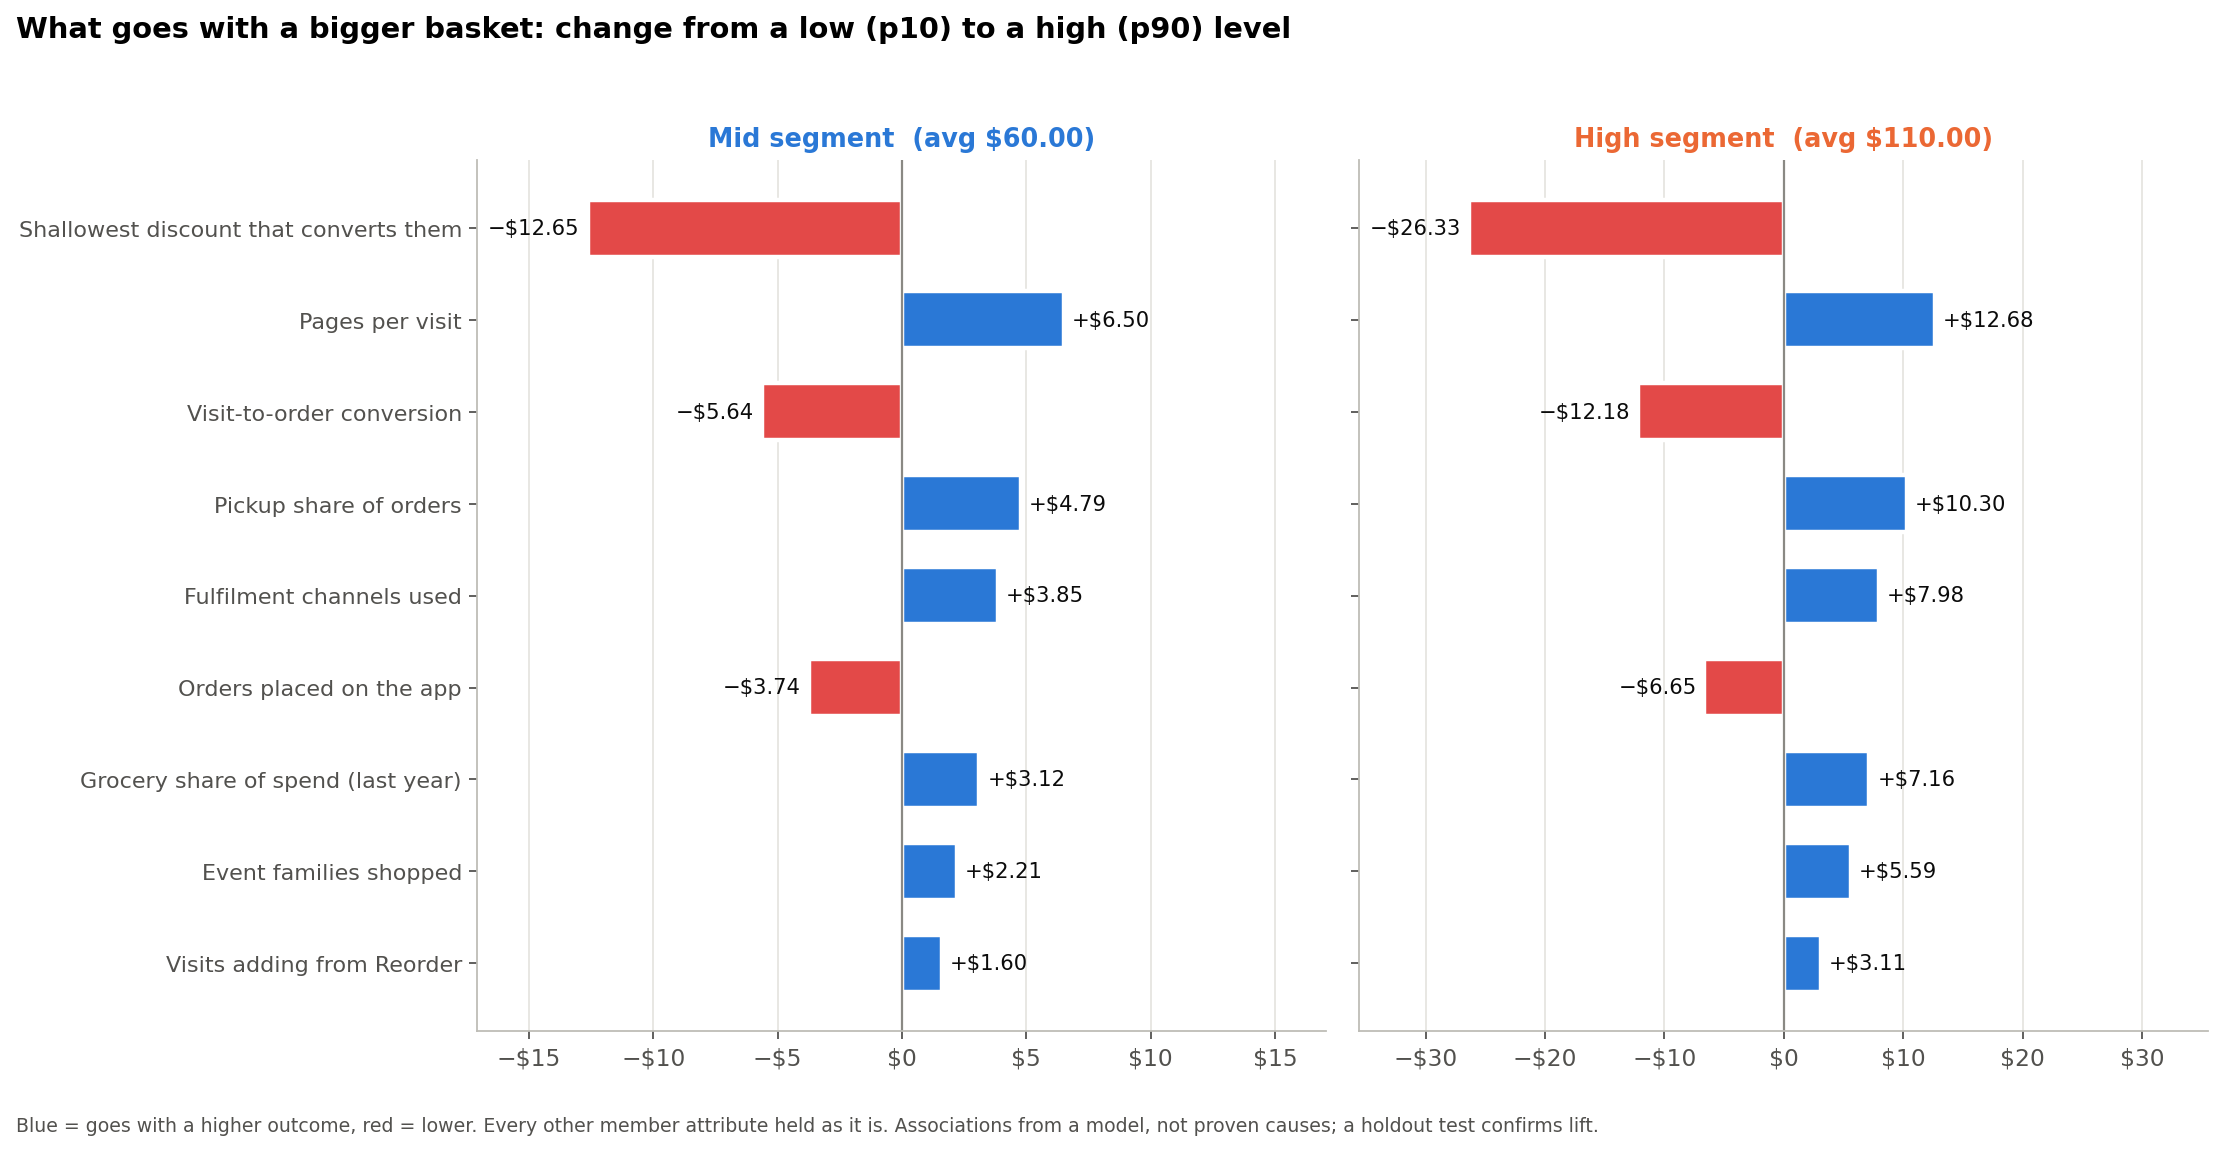 What goes with a bigger basket: change from a low (p10) to a high (p90) level
Mid segment  (avg $60.00)
High segment  (avg $110.00)
Shallowest discount that converts them
−$12.65
−$26.33
Pages per visit
+$6.50
+$12.68
Visit-to-order conversion
−$5.64
−$12.18
Pickup share of orders
+$4.79
+$10.30
Fulfilment channels used
+$3.85
+$7.98
Orders placed on the app
−$3.74
−$6.65
Grocery share of spend (last year)
+$3.12
+$7.16
Event families shopped
+$2.21
+$5.59
Visits adding from Reorder
+$1.60
+$3.11
−$15 −$10 −$5 $0 $5 $10 $15
−$30 −$20 −$10 $0 $10 $20 $30
Blue = goes with a higher outcome, red = lower. Every other member attribute held as it is. Associations from a model, not proven causes; a holdout test confirms lift.